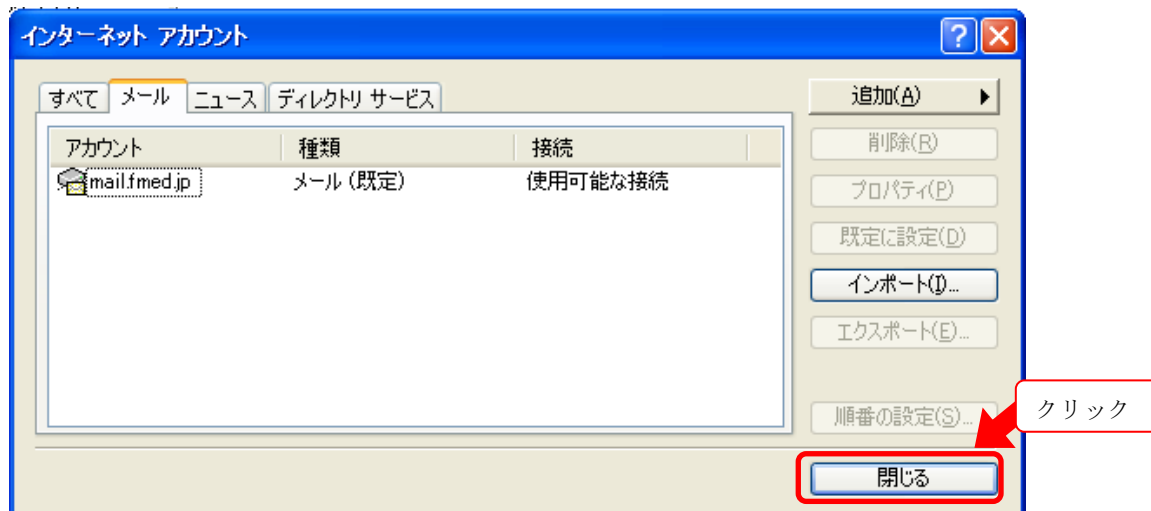 インターネット アカウント
すべて メール ニュース ディレクトリ サービス
追加(A)
アカウント 種類 接続
削除(R)
mail.fmed.jp メール (既定) 使用可能な接続
プロパティ(P)
既定に設定(D)
インポート(I)...
エクスポート(E)...
順番の設定(S)...
クリック
閉じる